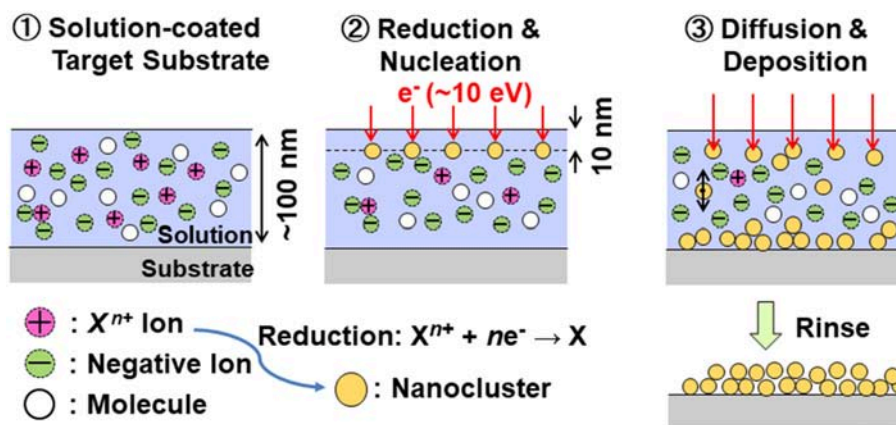 ① Solution-coated
Target Substrate
② Reduction &
Nucleation
③ Diffusion &
Deposition
e⁻ (~10 eV)
10 nm
~100 nm
Solution
Substrate
: Xⁿ⁺ Ion
: Negative Ion
: Molecule
Reduction: Xⁿ⁺ + ne⁻ → X
: Nanocluster
Rinse